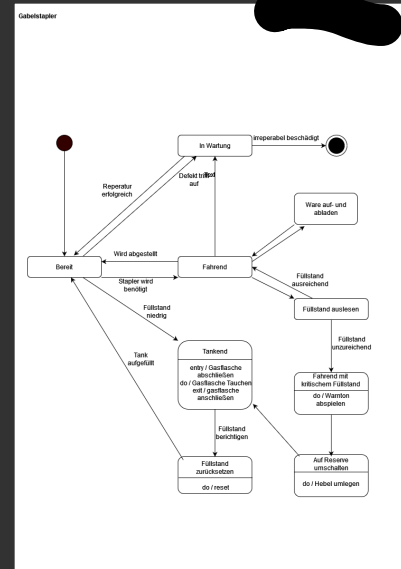 Gabelstapler
irreperabel beschädigt
In Wartung
Defekt tritt
auf
Reperatur
erfolgreich
Ware auf- und
abladen
Wird abgestellt
Bereit
Fahrend
Füllstand
ausreichend
Stapler wird
benötigt
Füllstand auslesen
Füllstand
niedrig
Füllstand
unzureichend
Tank
aufgefüllt
Tankend
entry / Gasflasche
abschließen
do / Gasflasche Tauchen
exit / gasflasche
anschließen
Fahrend mit
kritischem Füllstand
do / Warnton
abspielen
Füllstand
berichtigen
Füllstand
zurücksetzen
do / reset
Auf Reserve
umschalten
do / Hebel umlegen